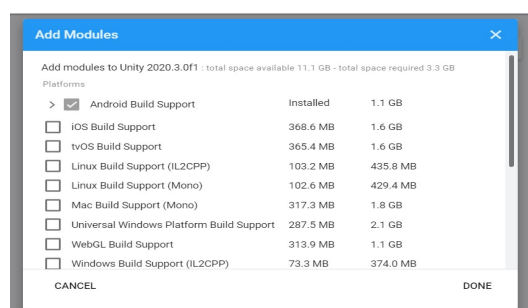 Add Modules
Add modules to Unity 2020.3.0f1 : total space available 11.1 GB - total space required 3.3 GB
Platforms
Android Build Support Installed 1.1 GB
iOS Build Support 368.6 MB 1.6 GB
tvOS Build Support 365.4 MB 1.6 GB
Linux Build Support (IL2CPP) 103.2 MB 435.8 MB
Linux Build Support (Mono) 102.6 MB 429.4 MB
Mac Build Support (Mono) 317.3 MB 1.8 GB
Universal Windows Platform Build Support 287.5 MB 2.1 GB
WebGL Build Support 313.9 MB 1.1 GB
Windows Build Support (IL2CPP) 73.3 MB 374.0 MB
CANCEL DONE